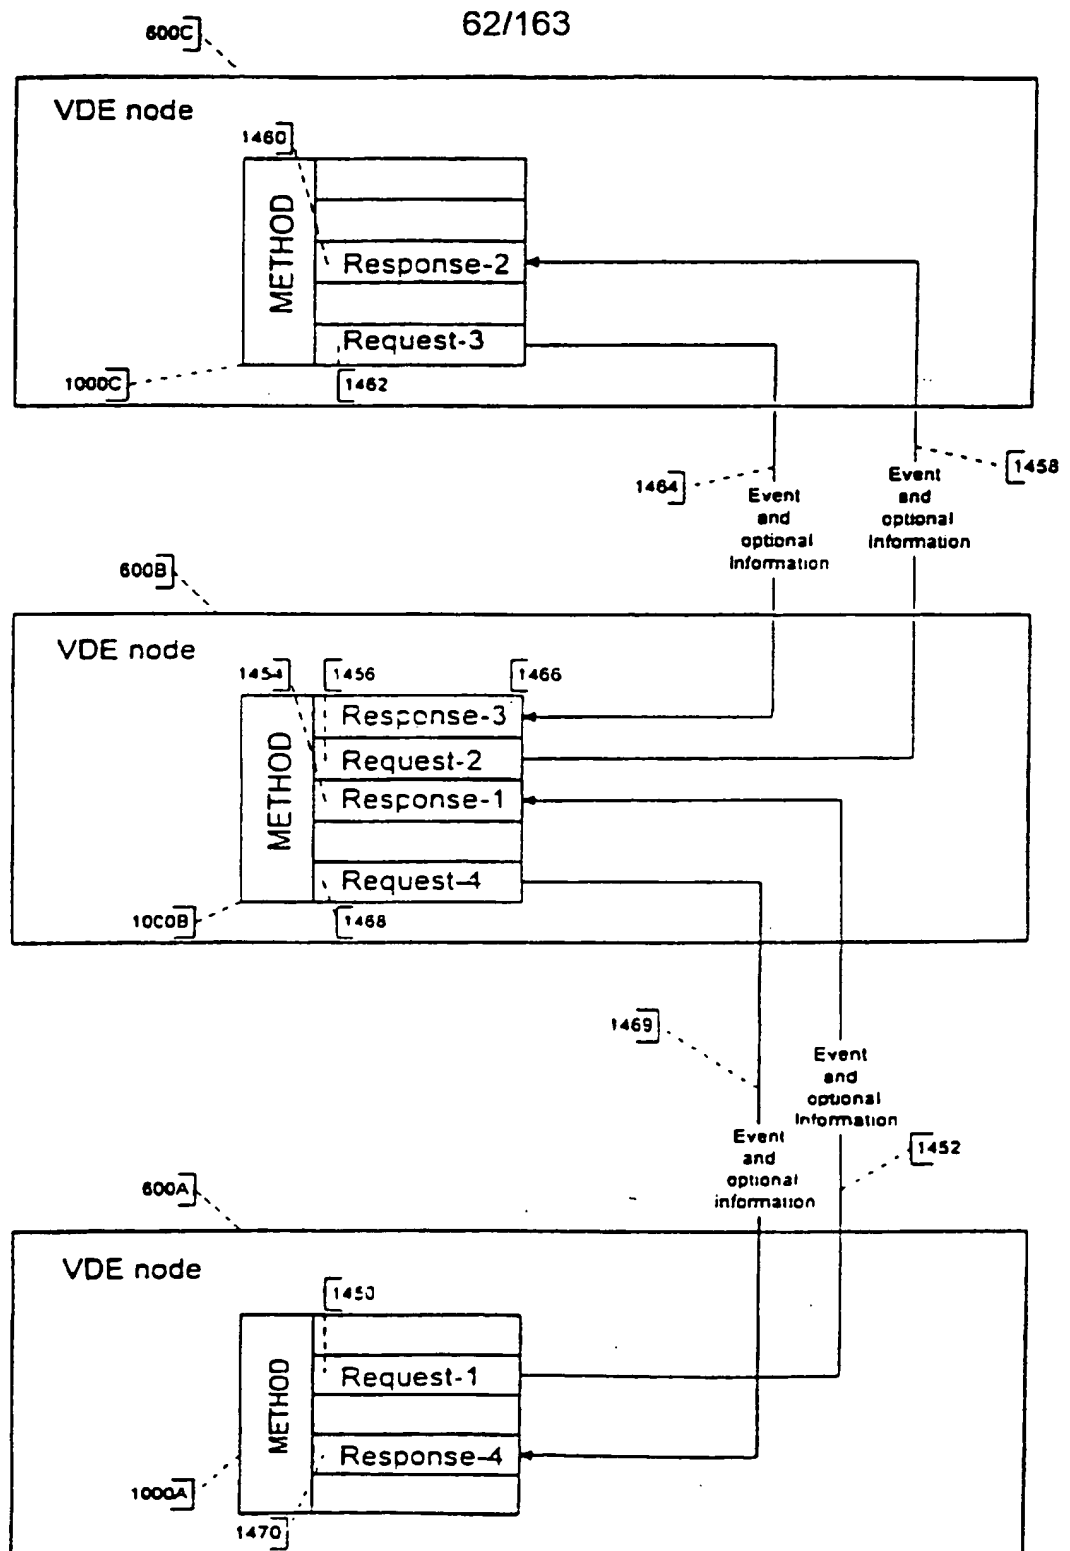 62/163
600C
VDE node
1460
METHOD
Response-2
Request-3
1000C
1462
1464
1458
Event
and
optional
Information
Event
and
optional
Information
600B
VDE node
1454
1456
1466
METHOD
Response-3
Request-2
Response-1
Request-4
1000B
1468
1469
Event
and
optional
Information
1452
Event
and
optional
information
600A
VDE node
1450
METHOD
Request-1
Response-4
1000A
1470